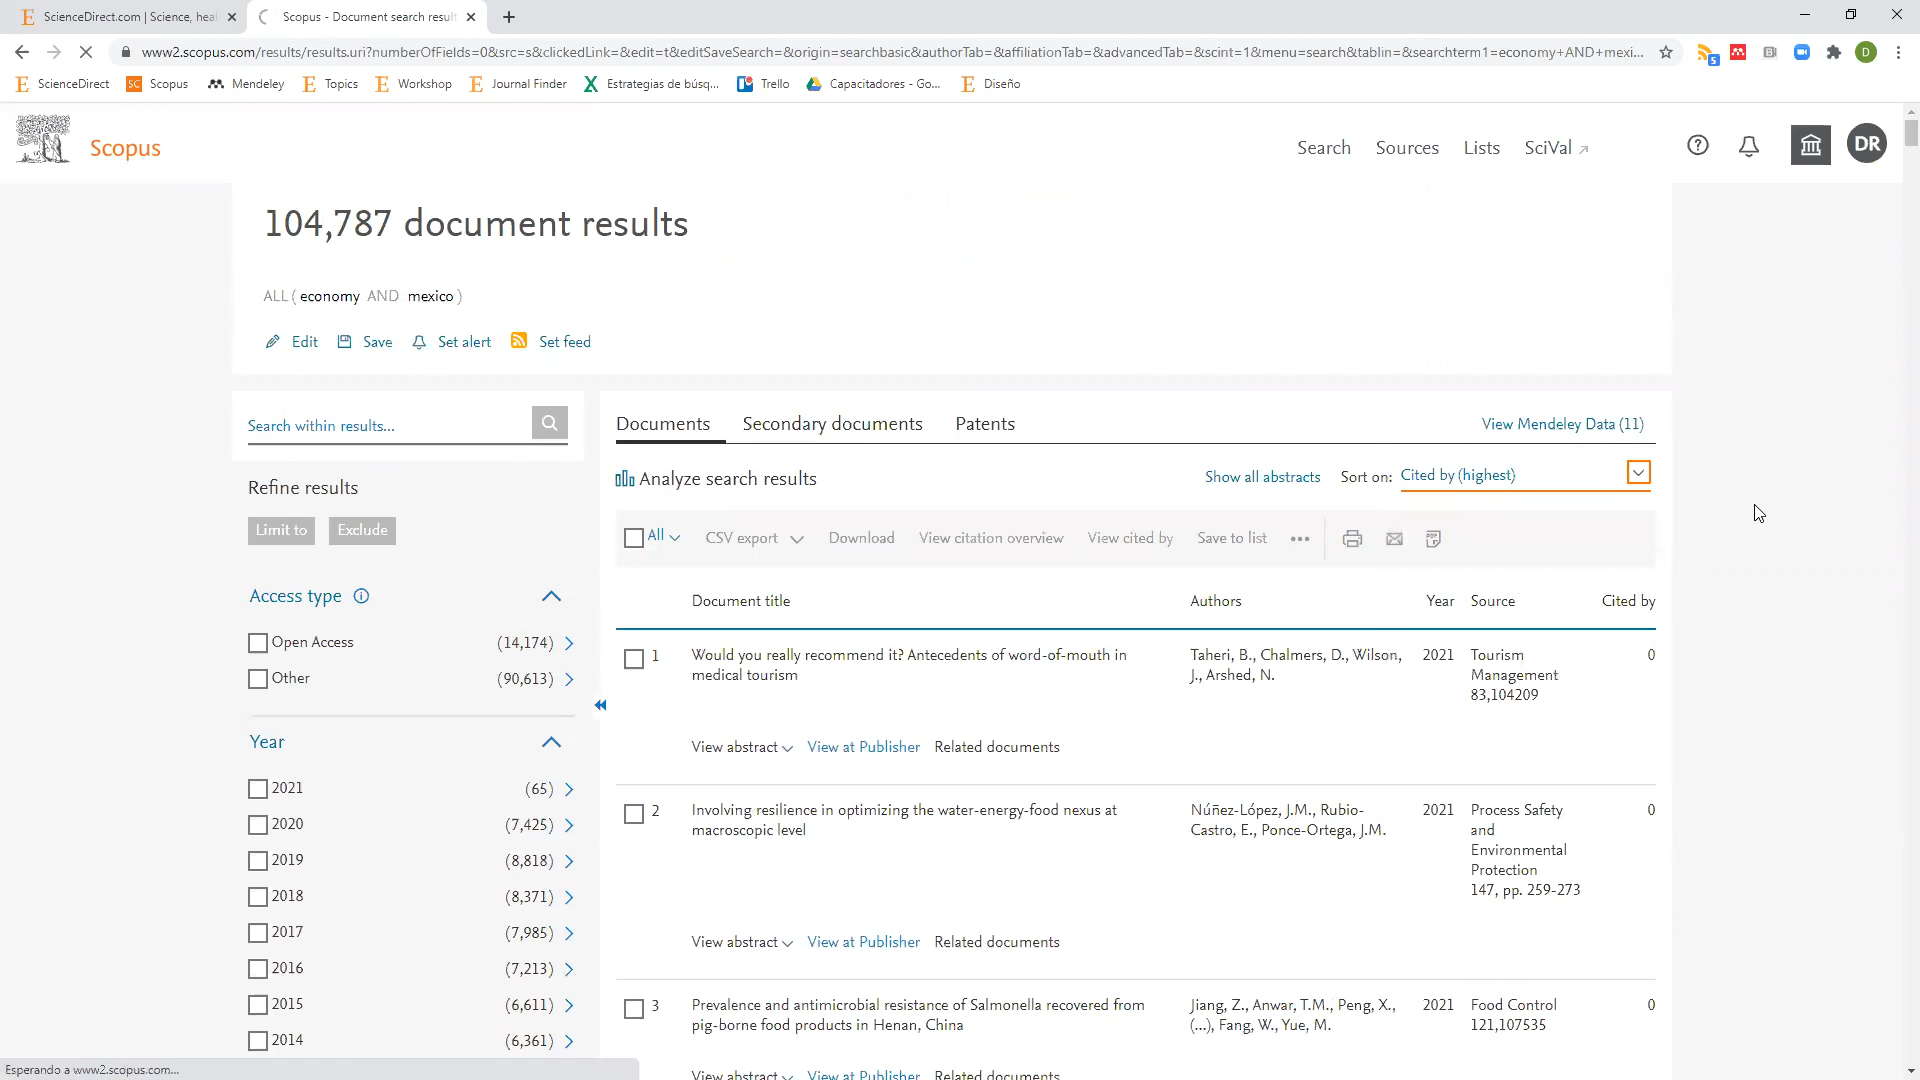 ScienceDirect.com | Science, heal
Scopus - Document search result
www2.scopus.com/results/results.uri?numberOfFields=0&src=s&clickedLink=&edit=t&editSaveSearch=&origin=searchbasic&authorTab=&affiliationTab=&advancedTab=&scint=1&menu=search&tablin=&searchterm1=economy+AND+mexi...
5
D
ScienceDirect
SC Scopus
Mendeley
Topics
Workshop
Journal Finder
Estrategias de búsq...
Trello
Capacitadores - Go...
Diseño
Scopus
Search
Sources
Lists
SciVal
DR
104,787 document results
ALL ( economy AND mexico )
Edit
Save
Set alert
Set feed
Search within results...
Refine results
Limit to
Exclude
Access type
Open Access (14,174)
Other (90,613)
Year
2021 (65)
2020 (7,425)
2019 (8,818)
2018 (8,371)
2017 (7,985)
2016 (7,213)
2015 (6,611)
2014 (6,361)
Documents
Secondary documents
Patents
View Mendeley Data (11)
Analyze search results
Show all abstracts
Sort on: Cited by (highest)
All
CSV export
Download
View citation overview
View cited by
Save to list
Document title
Authors
Year
Source
Cited by
1
Would you really recommend it? Antecedents of word-of-mouth in
medical tourism
Taheri, B., Chalmers, D., Wilson,
J., Arshed, N.
2021
Tourism
Management
83,104209
0
View abstract
View at Publisher
Related documents
2
Involving resilience in optimizing the water-energy-food nexus at
macroscopic level
Núñez-López, J.M., Rubio-
Castro, E., Ponce-Ortega, J.M.
2021
Process Safety
and
Environmental
Protection
147, pp. 259-273
0
View abstract
View at Publisher
Related documents
3
Prevalence and antimicrobial resistance of Salmonella recovered from
pig-borne food products in Henan, China
Jiang, Z., Anwar, T.M., Peng, X.,
(...), Fang, W., Yue, M.
2021
Food Control
121,107535
0
View abstract
View at Publisher
Related documents
Esperando a www2.scopus.com...